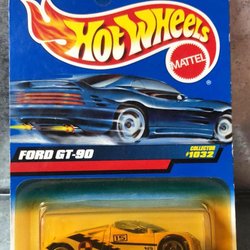 Hot Wheels
MATTEL
FORD GT-90
COLLECTOR
#1032